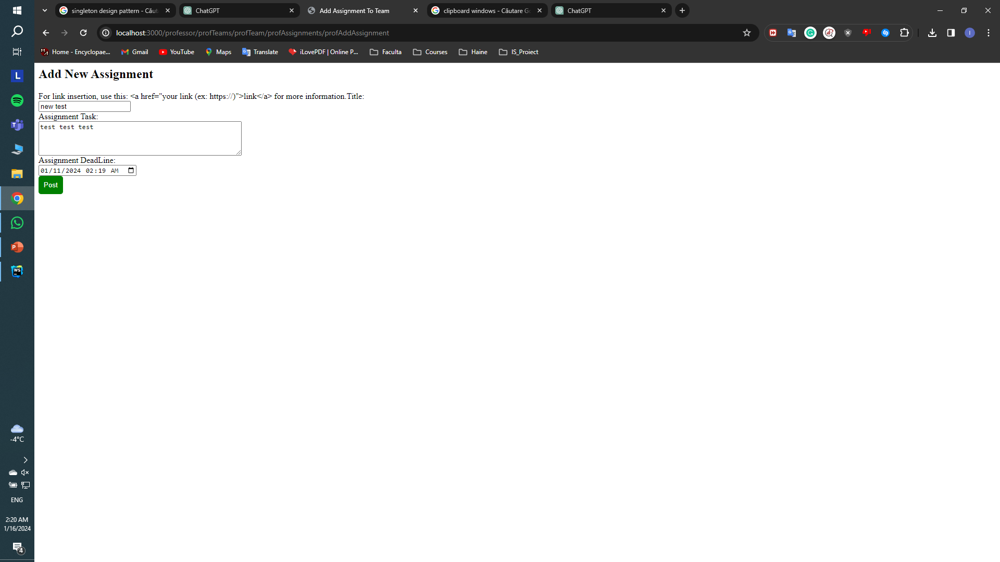 singleton design pattern - Căut
ChatGPT
Add Assignment To Team
clipboard windows - Căutare Go
ChatGPT
localhost:3000/professor/profTeams/profTeam/profAssignments/profAddAssignment
Home - Encyclopae...
Gmail
YouTube
Maps
Translate
iLovePDF | Online P...
Faculta
Courses
Haine
IS_Proiect
Add New Assignment
For link insertion, use this: <a href="your link (ex: https://)">link</a> for more information.Title:
new test
Assignment Task:
test test test
Assignment DeadLine:
01/11/2024 02:19 AM
Post
L
-4°C
ENG
2:20 AM
1/16/2024
4